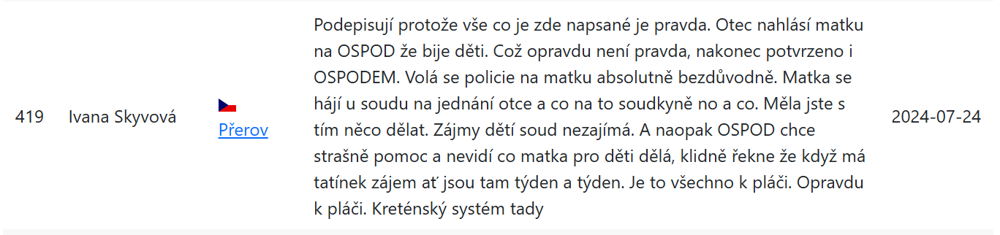 Podepisují protože vše co je zde napsané je pravda. Otec nahlásí matku
na OSPOD že bije děti. Což opravdu není pravda, nakonec potvrzeno i
OSPODEM. Volá se policie na matku absolutně bezdůvodně. Matka se
hájí u soudu na jednání otce a co na to soudkyně no a co. Měla jste s
419 Ivana Skyvová Přerov tím něco dělat. Zájmy dětí soud nezajímá. A naopak OSPOD chce 2024-07-24
strašně pomoc a nevidí co matka pro děti dělá, klidně řekne že když má
tatínek zájem ať jsou tam týden a týden. Je to všechno k pláči. Opravdu
k pláči. Kreténský systém tady